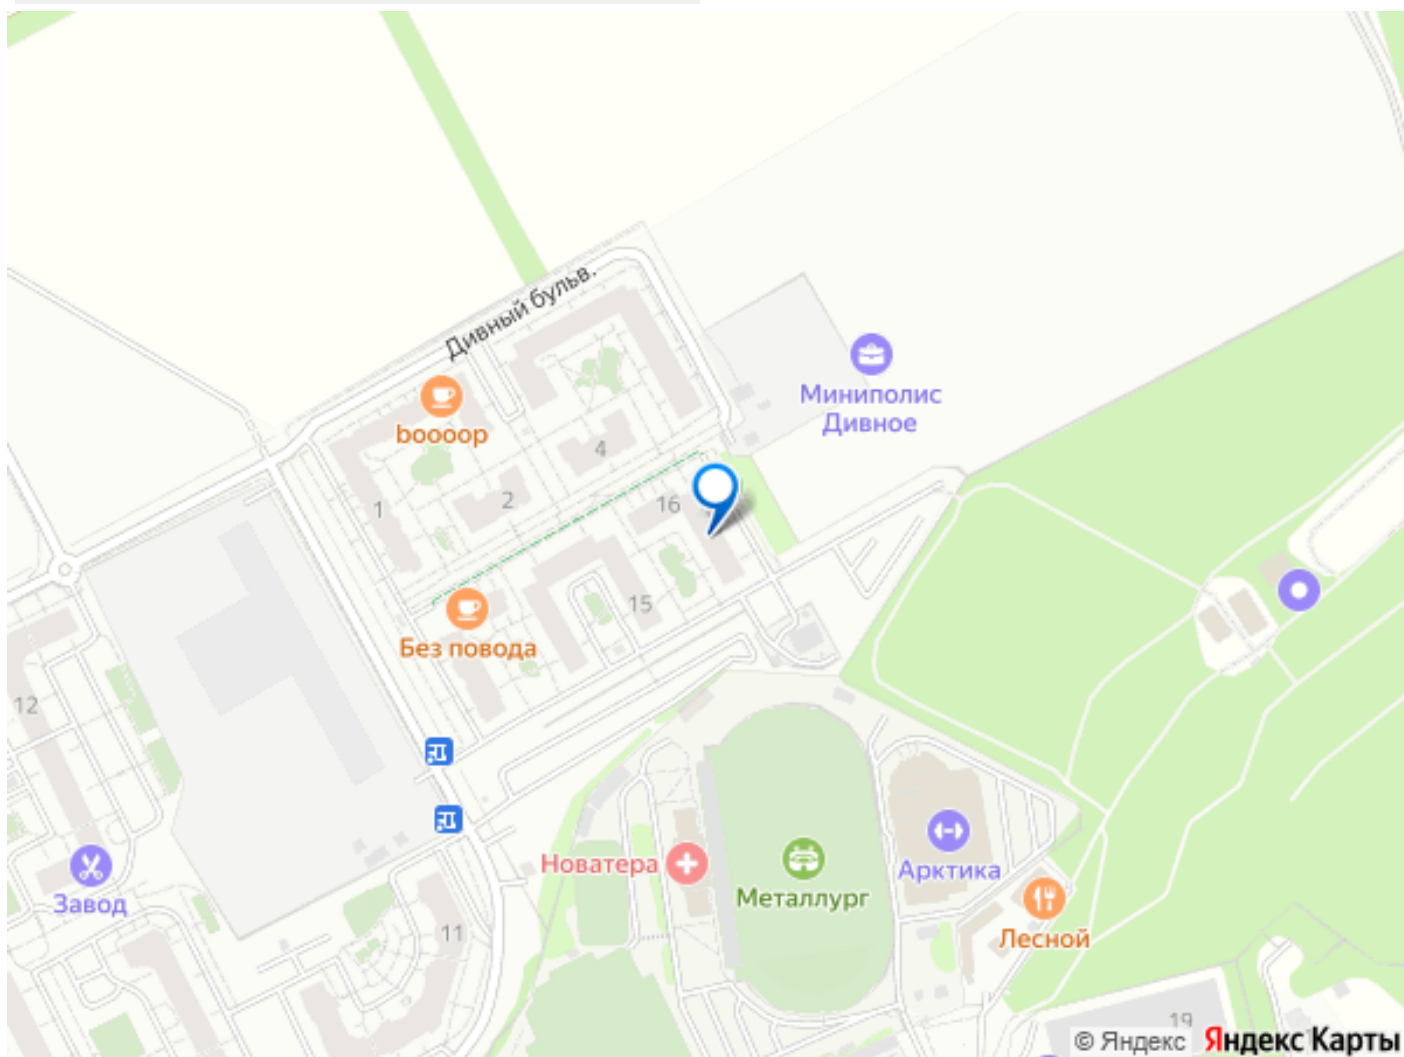 Дивный бульв.
Миниполис
Дивное
boooop
4
1
2
16
15
Без повода
12
Новатера
Металлург
Арктика
Завод
Лесной
11
19
© Яндекс Яндекс Карты